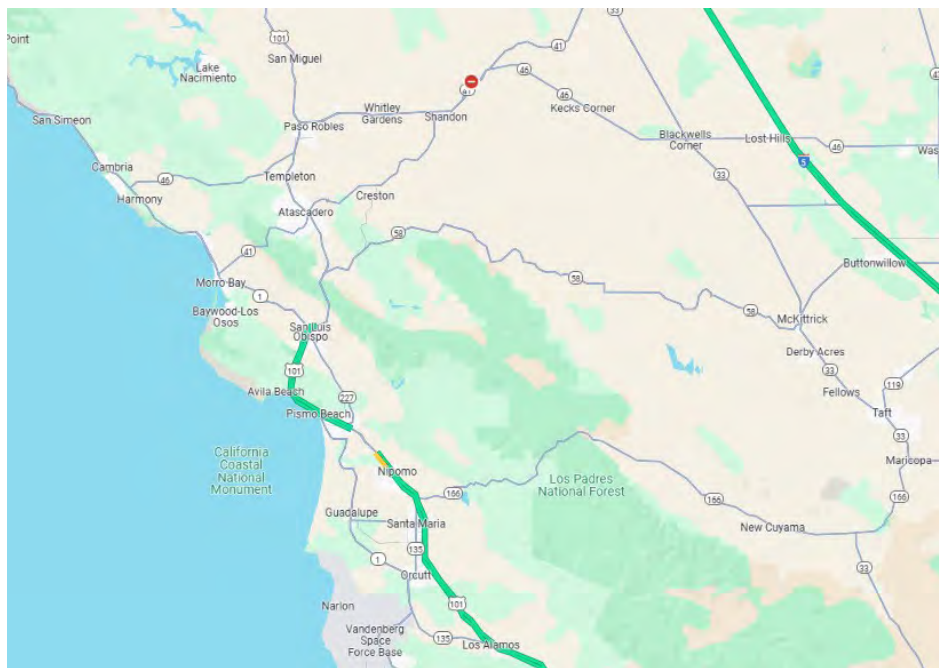 Point
101
San Miguel
33
41
Lake
Nacimiento
46
San Simeon
Whitley
Gardens
Shandon
41
46
Kecks Corner
Paso Robles
Blackwells
Corner
Lost Hills
46
Was
5
Cambria
46
Templeton
Harmony
Creston
33
Atascadero
41
58
Morro Bay
1
58
Buttonwillow
Baywood-Los
Osos
San Luis
Obispo
58
McKittrick
101
Derby Acres
33
Avila Beach
227
Fellows
119
Pismo Beach
Taft
33
California
Coastal
National
Monument
Nipomo
Los Padres
National Forest
Maricopa
166
166
166
Guadalupe
Santa Maria
New Cuyama
135
1
33
Orcutt
101
Narlon
Vandenberg
Space
Force Base
135
Los Alamos